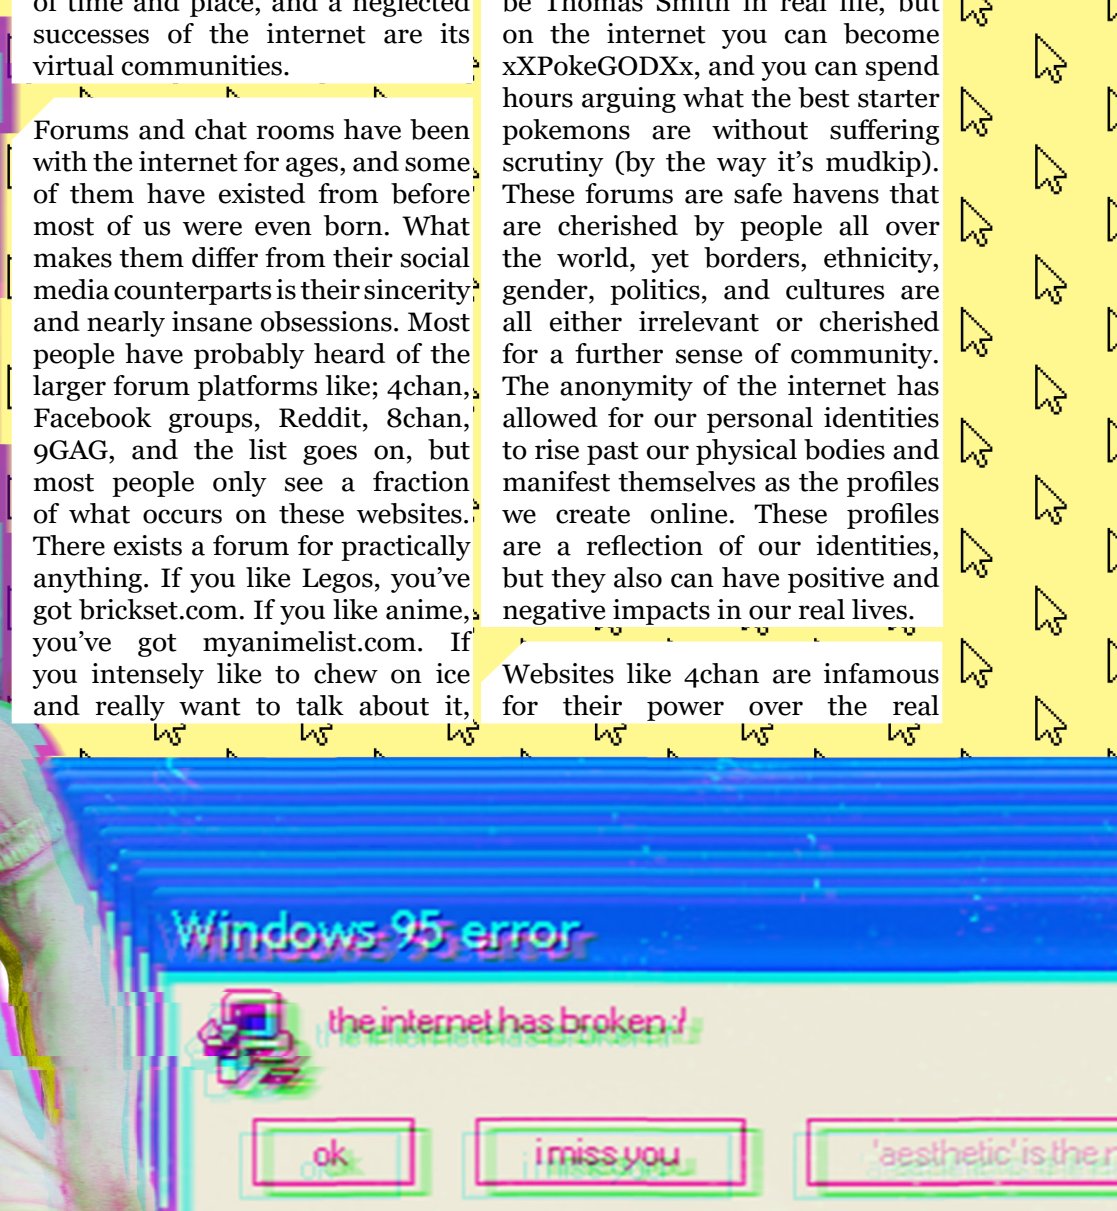 of time and place, and a neglected
successes of the internet are its
virtual communities.
Forums and chat rooms have been
with the internet for ages, and some
of them have existed from before
most of us were even born. What
makes them differ from their social
media counterparts is their sincerity
and nearly insane obsessions. Most
people have probably heard of the
larger forum platforms like; 4chan,
Facebook groups, Reddit, 8chan,
9GAG, and the list goes on, but
most people only see a fraction
of what occurs on these websites.
There exists a forum for practically
anything. If you like Legos, you’ve
got brickset.com. If you like anime,
you’ve got myanimelist.com. If
you intensely like to chew on ice
and really want to talk about it,
be Thomas Smith in real life, but
on the internet you can become
xXPokeGODXx, and you can spend
hours arguing what the best starter
pokemons are without suffering
scrutiny (by the way it’s mudkip).
These forums are safe havens that
are cherished by people all over
the world, yet borders, ethnicity,
gender, politics, and cultures are
all either irrelevant or cherished
for a further sense of community.
The anonymity of the internet has
allowed for our personal identities
to rise past our physical bodies and
manifest themselves as the profiles
we create online. These profiles
are a reflection of our identities,
but they also can have positive and
negative impacts in our real lives.
Websites like 4chan are infamous
for their power over the real
Windows 95 error
the internet has broken :/
ok
i miss you
'aesthetic' is the